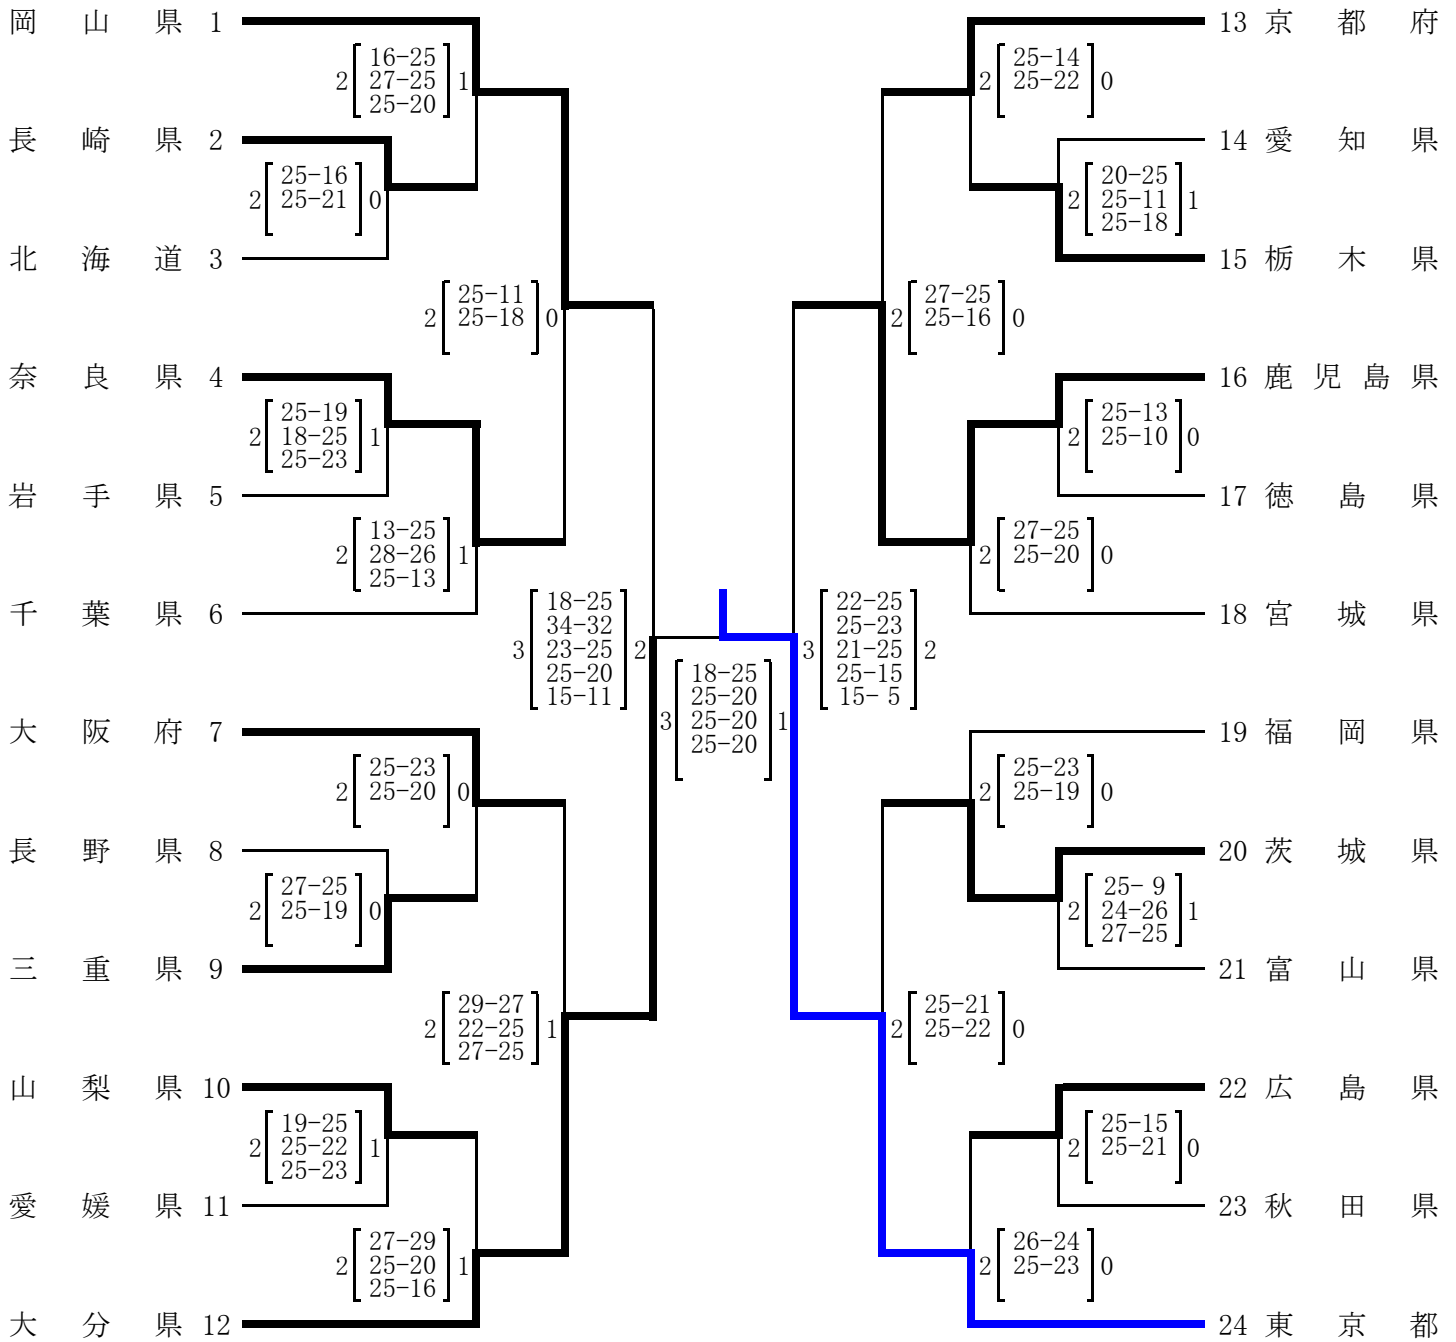 岡山県 1
2 16-25 1
27-25
25-20
長崎県 2
2 25-16 0
25-21
北海道 3
2 25-11 0
25-18
奈良県 4
2 25-19 1
18-25
25-23
岩手県 5
2 13-25 1
28-26
25-13
千葉県 6
3 18-25 2
34-32
23-25
25-20
15-11
大阪府 7
2 25-23 0
25-20
長野県 8
2 27-25 0
25-19
三重県 9
2 29-27 1
22-25
27-25
山梨県 10
2 19-25 1
25-22
25-23
愛媛県 11
2 27-29 1
25-20
25-16
大分県 12
3 18-25 1
25-20
25-20
25-20
13 京都府
2 25-14 0
25-22
14 愛知県
2 20-25 1
25-11
25-18
15 栃木県
2 27-25 0
25-16
16 鹿児島県
2 25-13 0
25-10
17 徳島県
2 27-25 0
25-20
18 宮城県
3 22-25 2
25-23
21-25
25-15
15- 5
19 福岡県
2 25-23 0
25-19
20 茨城県
2 25- 9 1
24-26
27-25
21 富山県
2 25-21 0
25-22
22 広島県
2 25-15 0
25-21
23 秋田県
2 26-24 0
25-23
24 東京都